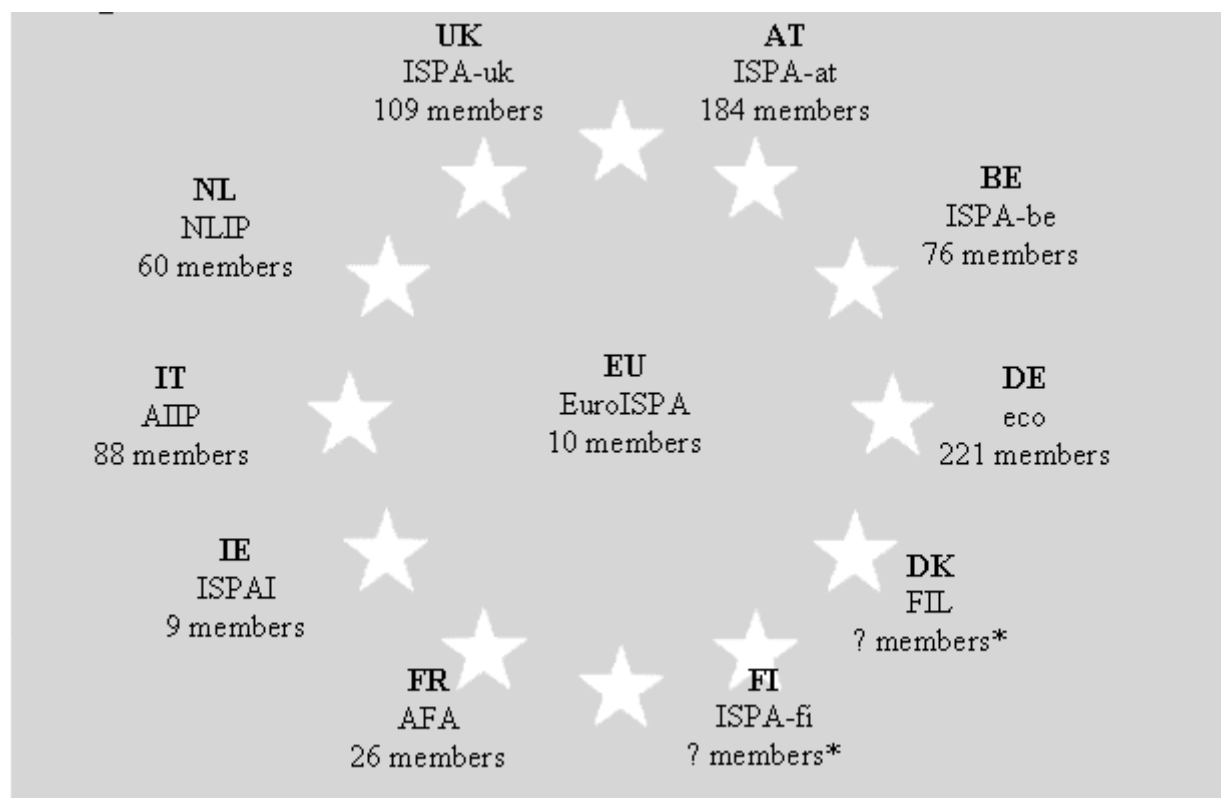 UK
ISPA-uk
109 members
AT
ISPA-at
184 members
BE
ISPA-be
76 members
NL
NLIP
60 members
EU
EuroISPA
10 members
DE
eco
221 members
IT
AIIP
88 members
IE
ISPAI
9 members
DK
FIL
? members*
FR
AFA
26 members
FI
ISPA-fi
? members*